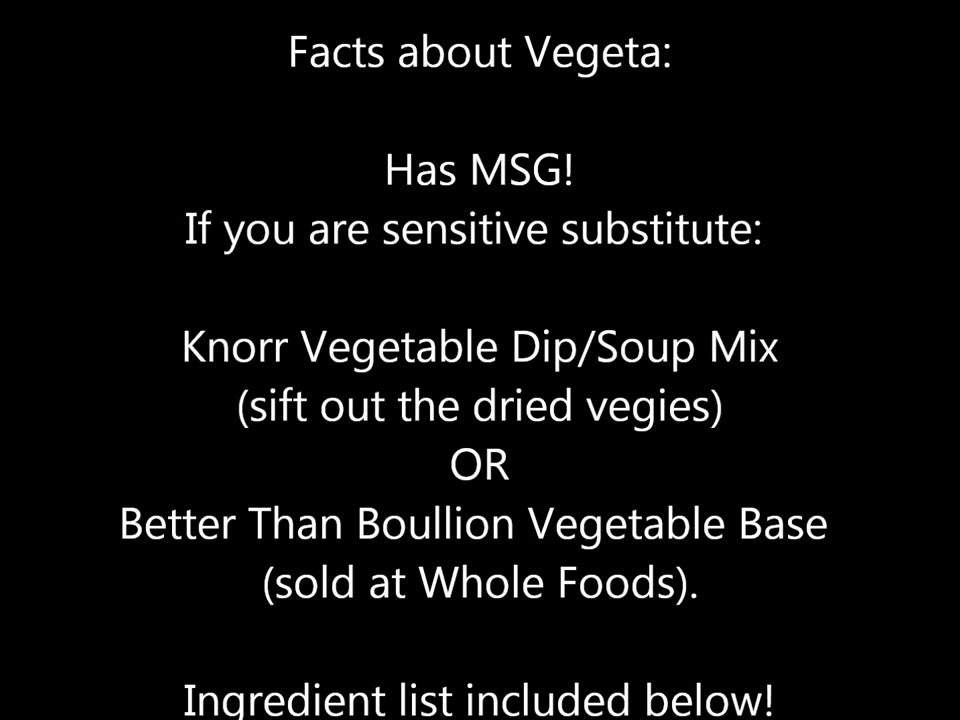 Facts about Vegeta:
Has MSG!
If you are sensitive substitute:
Knorr Vegetable Dip/Soup Mix
(sift out the dried vegies)
OR
Better Than Boullion Vegetable Base
(sold at Whole Foods).
Ingredient list included below!